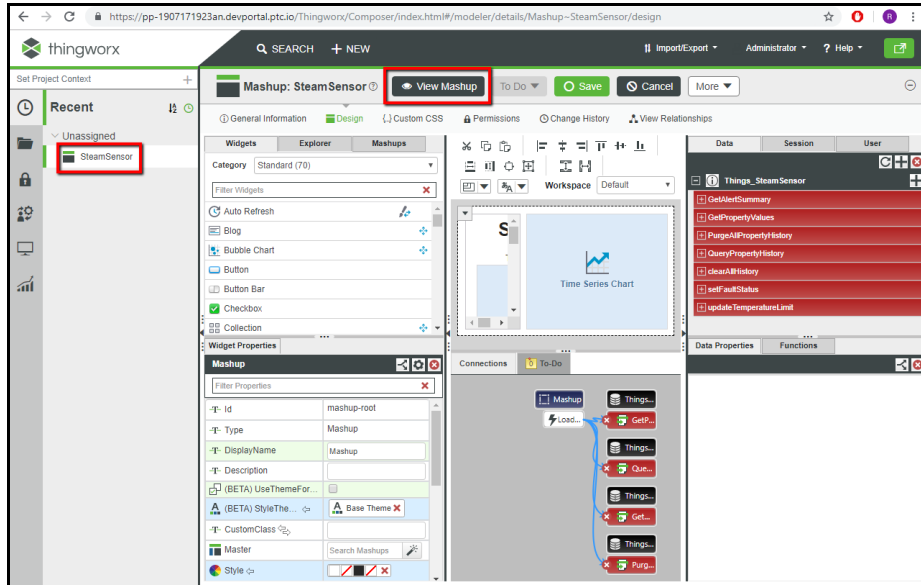 https://pp-1907171923an.devportal.ptc.io/Thingworx/Composer/index.html#/modeler/details/Mashup~SteamSensor/design
R
thingworx
SEARCH + NEW
Import/Export
Administrator
? Help
Set Project Context
+
Recent
Unassigned
SteamSensor
Mashup: SteamSensor
View Mashup
To Do
Save
Cancel
More
General Information
Design
Custom CSS
Permissions
Change History
View Relationships
Widgets
Explorer
Mashups
Category Standard (70)
Filter Widgets
Auto Refresh
Blog
Bubble Chart
Button
Button Bar
Checkbox
Collection
Workspace Default
S
Time Series Chart
Data
Session
User
Things_SteamSensor
GetAlertSummary
GetPropertyValues
PurgeAllPropertyHistory
QueryPropertyHistory
clearAllHistory
setFaultStatus
updateTemperatureLimit
Widget Properties
Mashup
Filter Properties
-T- Id mashup-root
-T- Type Mashup
-T- DisplayName Mashup
-T- Description
(BETA) UseThemeFor...
(BETA) StyleThe... Base Theme
-T- CustomClass
Master Search Mashups
Style
Connections
To-Do
Mashup
Load...
Things...
GetP...
Things...
Que...
Things...
Get...
Things...
Purg...
Data Properties
Functions